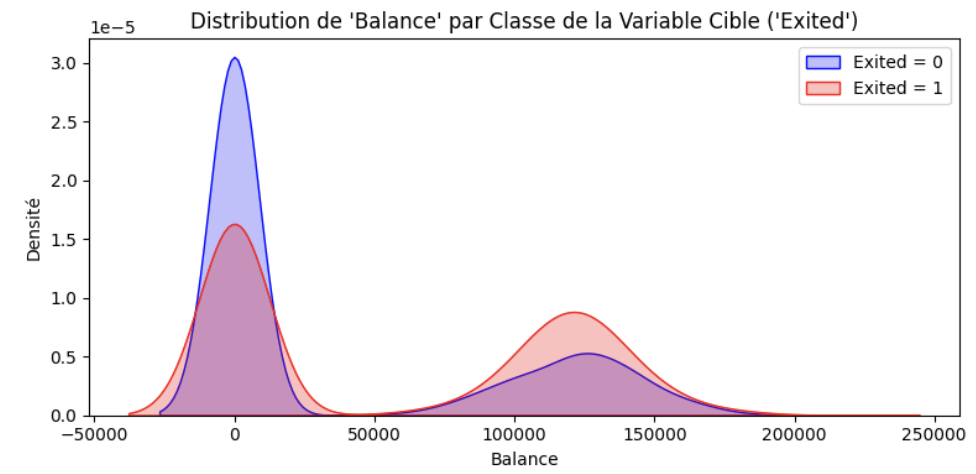 Distribution de 'Balance' par Classe de la Variable Cible ('Exited')
1e−5
Exited = 0
Exited = 1
3.0
2.5
2.0
1.5
1.0
0.5
0.0
Densité
−50000 0 50000 100000 150000 200000 250000
Balance